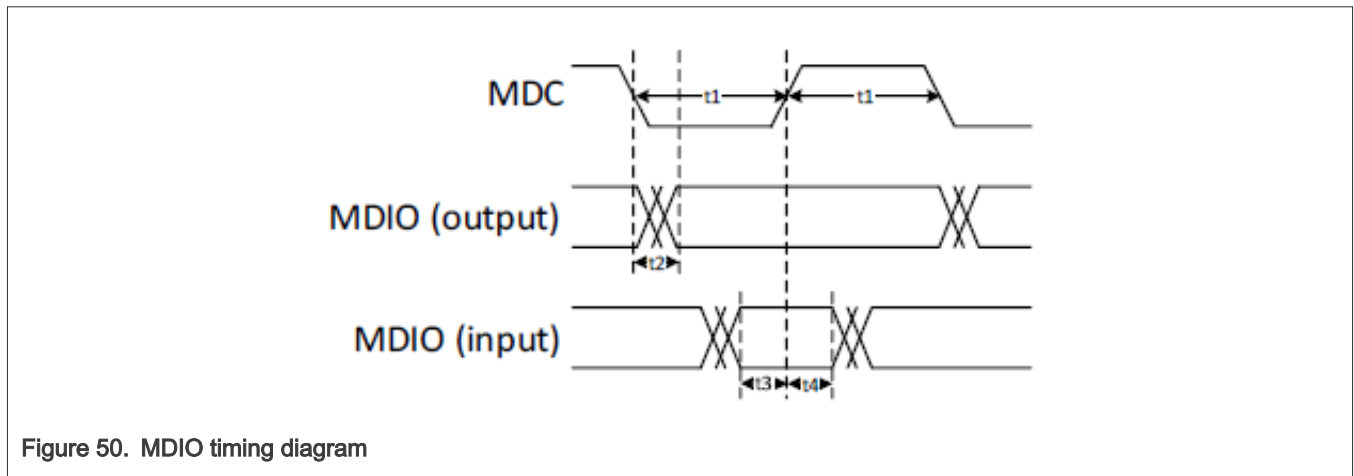 MDC
t1
t1
MDIO (output)
t2
MDIO (input)
t3
t4
Figure 50. MDIO timing diagram